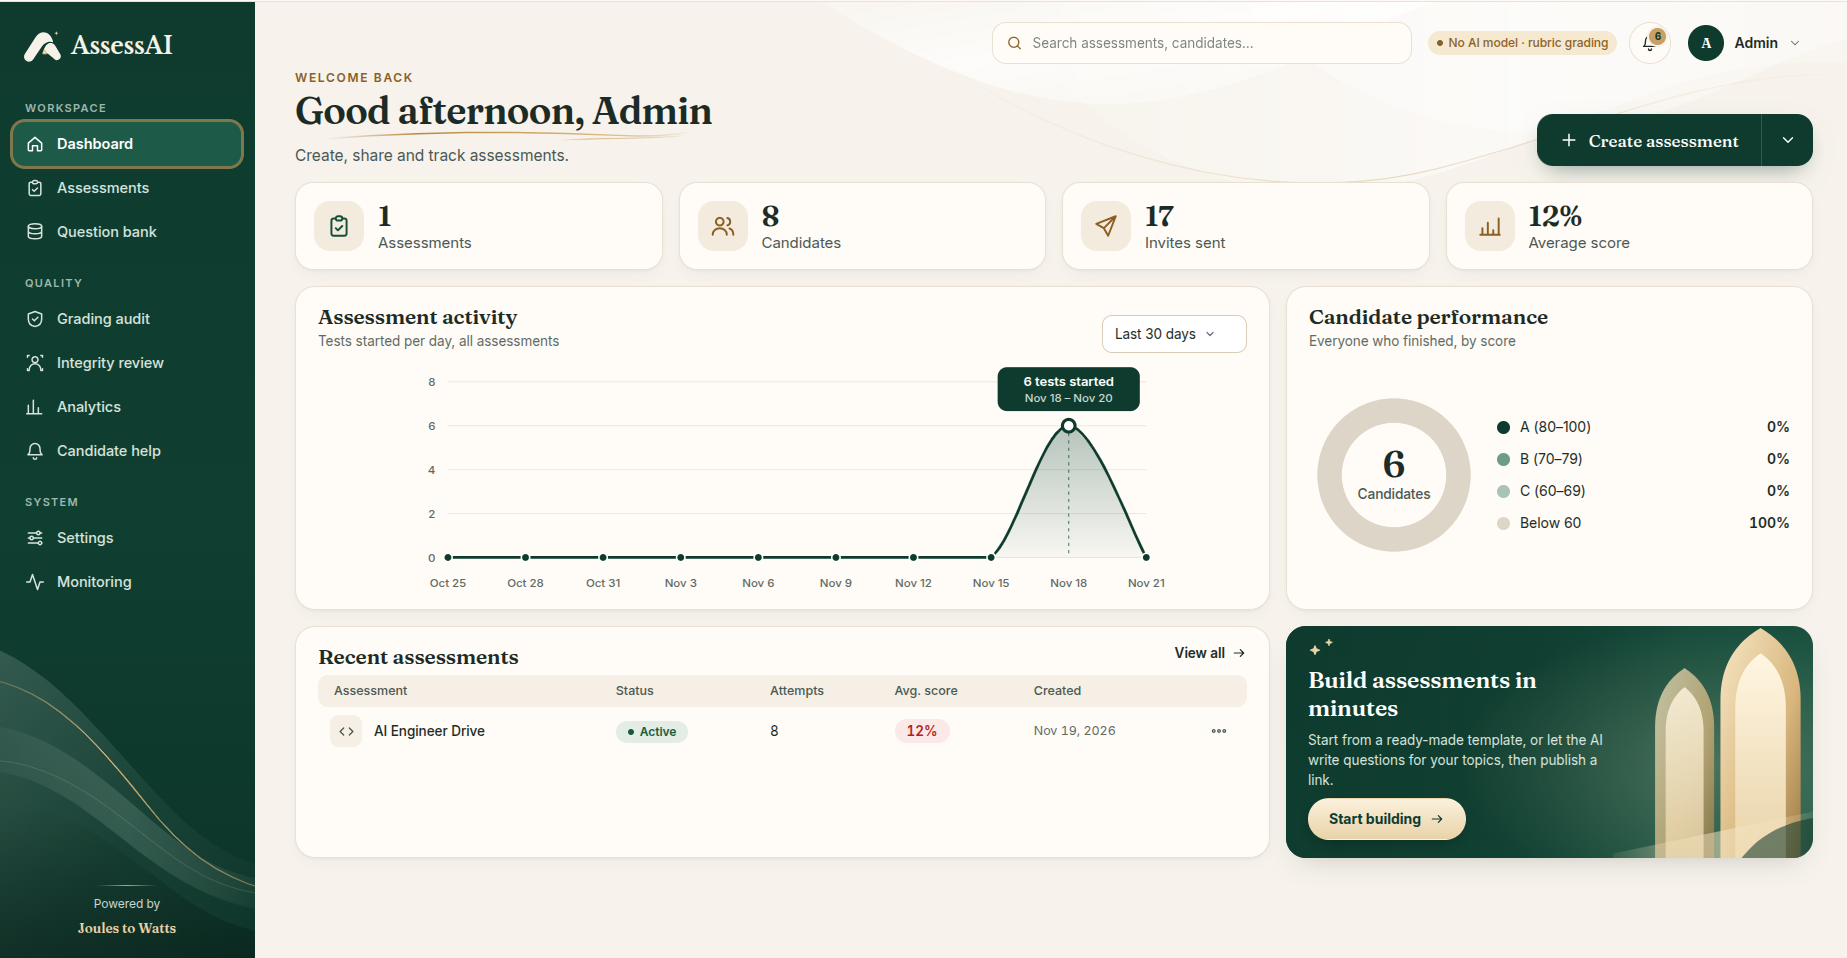 AssessAI
WORKSPACE
Dashboard
Assessments
Question bank
QUALITY
Grading audit
Integrity review
Analytics
Candidate help
SYSTEM
Settings
Monitoring
Powered by
Joules to Watts
Search assessments, candidates...
No AI model · rubric grading
6
A
Admin
WELCOME BACK
Good afternoon, Admin
Create, share and track assessments.
Create assessment
1
Assessments
8
Candidates
17
Invites sent
12%
Average score
Assessment activity
Tests started per day, all assessments
Last 30 days
6 tests started
Nov 18 – Nov 20
8
6
4
2
0
Oct 25 Oct 28 Oct 31 Nov 3 Nov 6 Nov 9 Nov 12 Nov 15 Nov 18 Nov 21
Candidate performance
Everyone who finished, by score
6
Candidates
A (80–100) 0%
B (70–79) 0%
C (60–69) 0%
Below 60 100%
Recent assessments
View all
Assessment Status Attempts Avg. score Created
AI Engineer Drive Active 8 12% Nov 19, 2026
Build assessments in
minutes
Start from a ready-made template, or let the AI
write questions for your topics, then publish a
link.
Start building